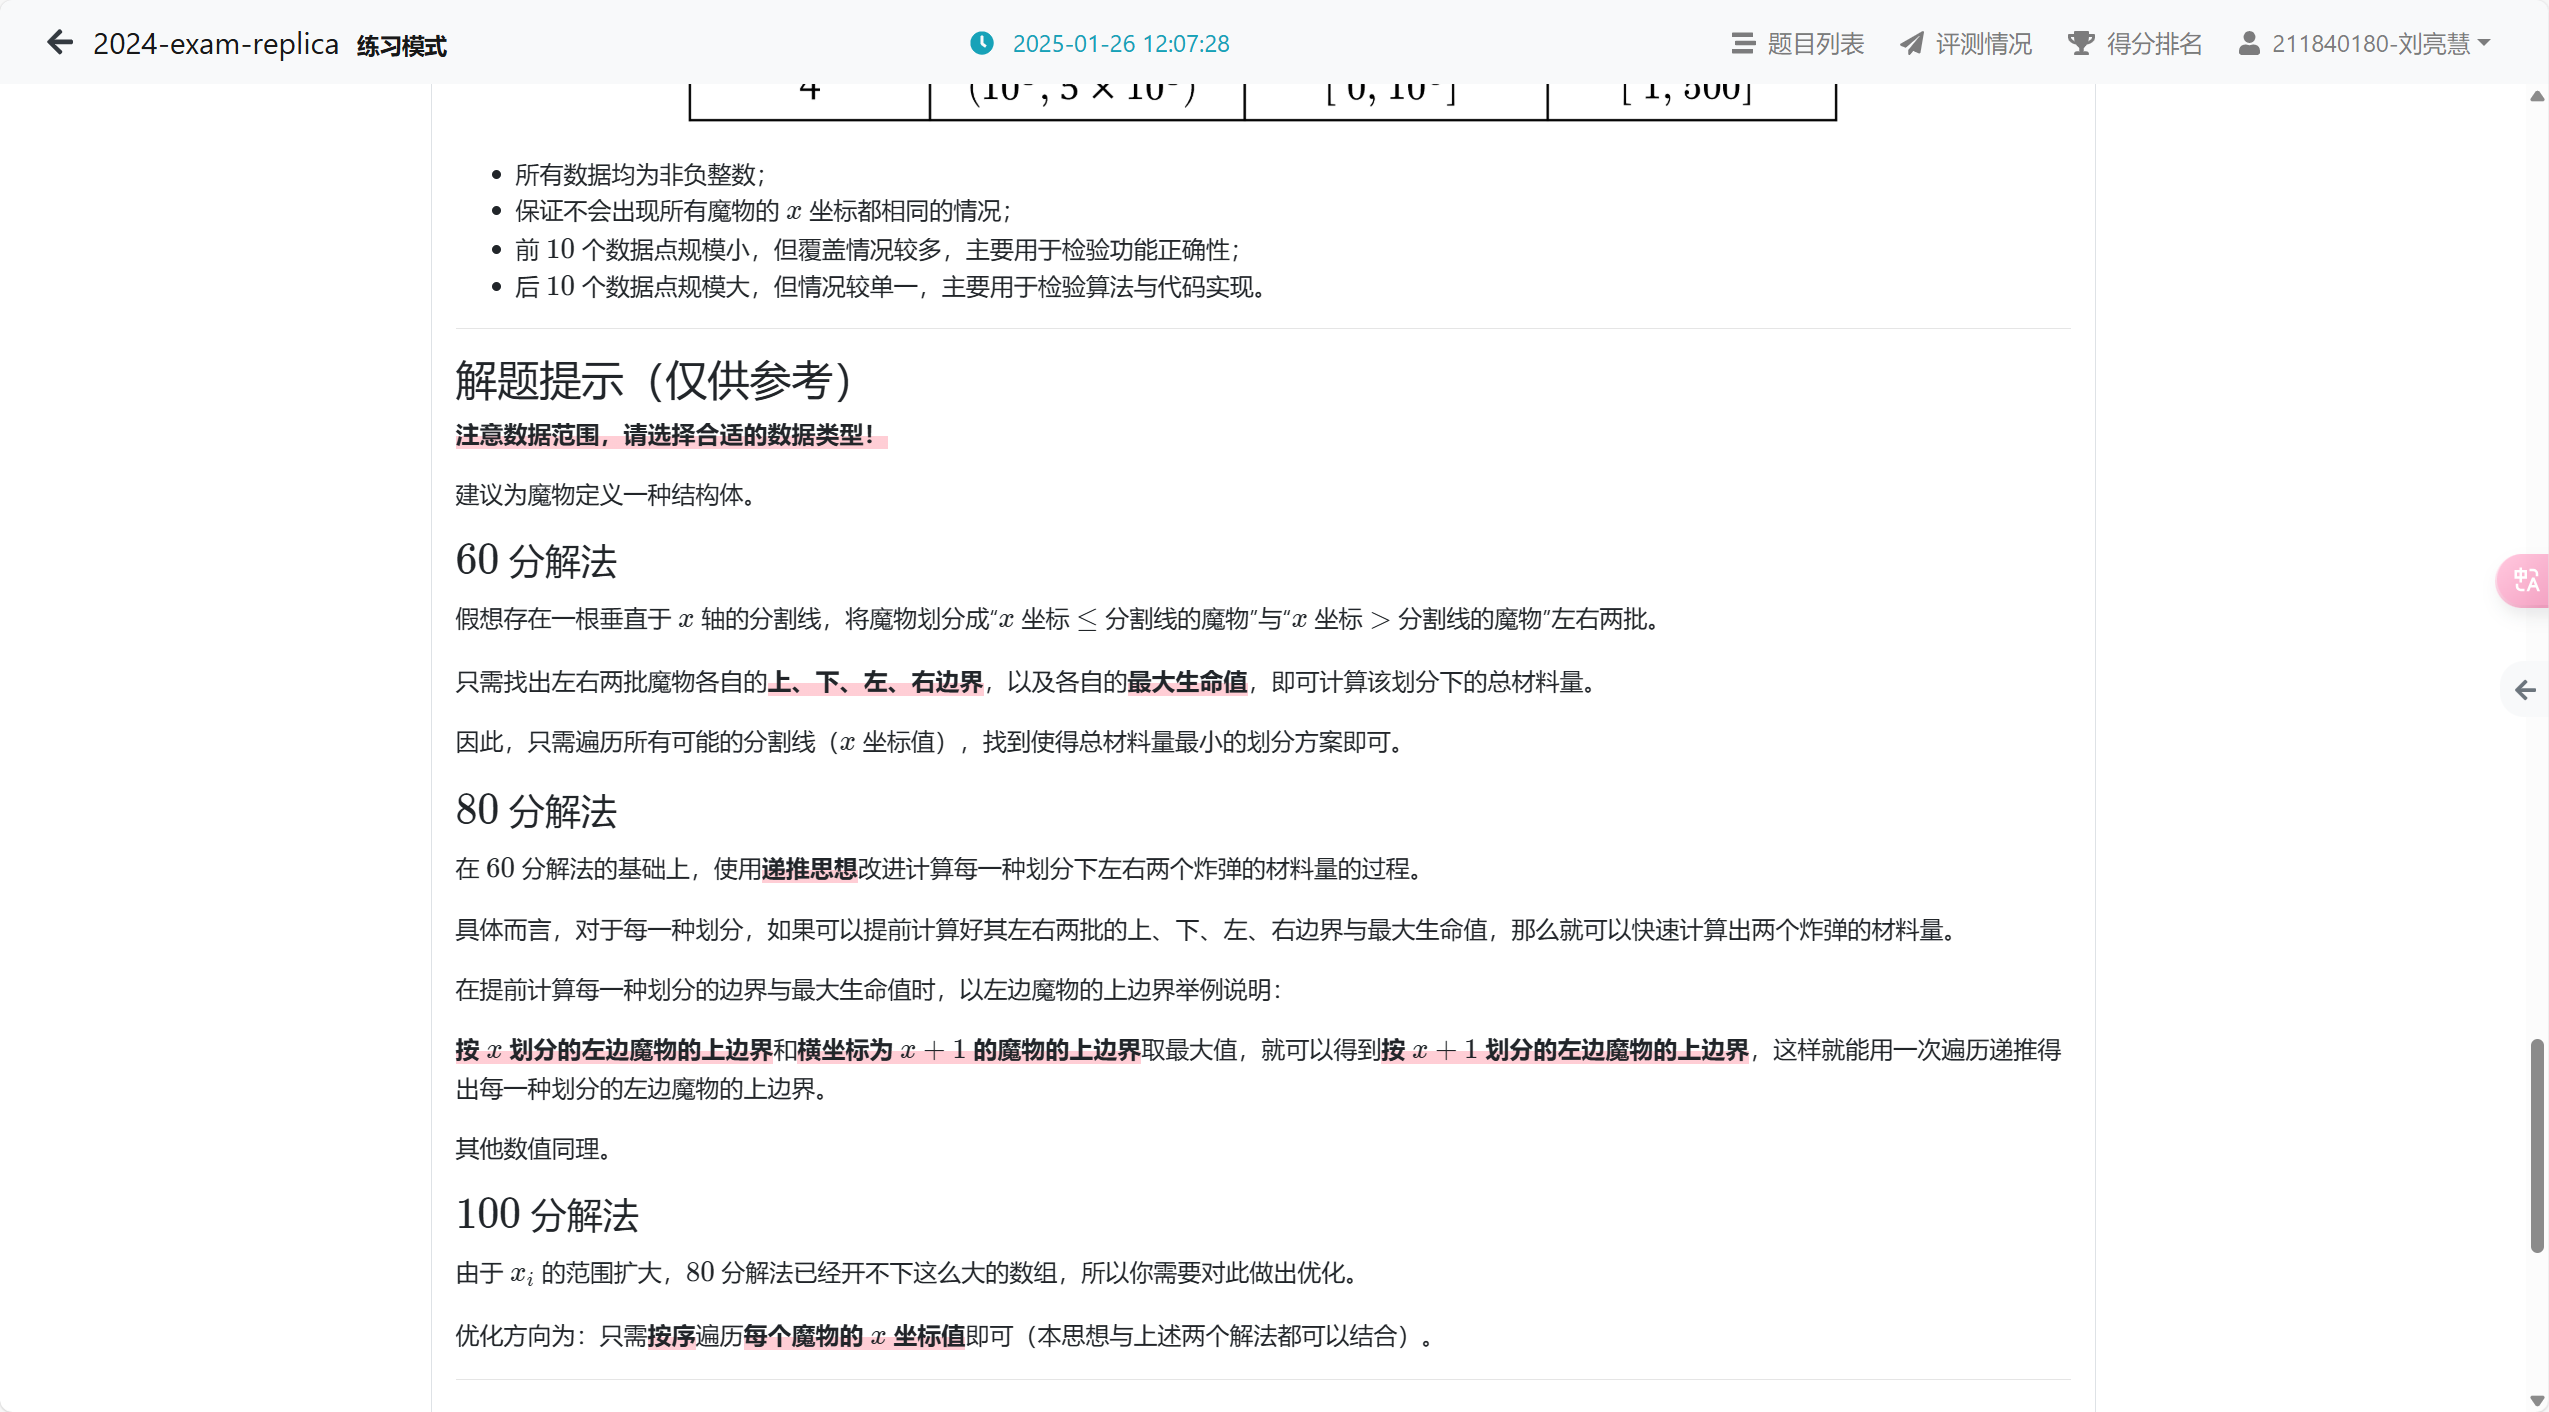 2024-exam-replica 练习模式 2025-01-26 12:07:28 题目列表 评测情况 得分排名 211840180-刘亮慧
4 [1, 500]
所有数据均为非负整数；
保证不会出现所有魔物的 x 坐标都相同的情况；
前 10 个数据点规模小，但覆盖情况较多，主要用于检验功能正确性；
后 10 个数据点规模大，但情况较单一，主要用于检验算法与代码实现。
解题提示（仅供参考）
注意数据范围，请选择合适的数据类型！
建议为魔物定义一种结构体。
60 分解法
假想存在一根垂直于 x 轴的分割线，将魔物划分成“x 坐标 ≤ 分割线的魔物”与“x 坐标 > 分割线的魔物”左右两批。
只需找出左右两批魔物各自的上、下、左、右边界，以及各自的最大生命值，即可计算该划分下的总材料量。
因此，只需遍历所有可能的分割线（x 坐标值），找到使得总材料量最小的划分方案即可。
80 分解法
在 60 分解法的基础上，使用递推思想改进计算每一种划分下左右两个炸弹的材料量的过程。
具体而言，对于每一种划分，如果可以提前计算好其左右两批的上、下、左、右边界与最大生命值，那么就可以快速计算出两个炸弹的材料量。
在提前计算每一种划分的边界与最大生命值时，以左边魔物的上边界举例说明：
按 x 划分的左边魔物的上边界和横坐标为 x + 1 的魔物的上边界取最大值，就可以得到按 x + 1 划分的左边魔物的上边界，这样就能用一次遍历递推得
出每一种划分的左边魔物的上边界。
其他数值同理。
100 分解法
由于 xᵢ 的范围扩大，80 分解法已经开不下这么大的数组，所以你需要对此做出优化。
优化方向为：只需按序遍历每个魔物的 x 坐标值即可（本思想与上述两个解法都可以结合）。